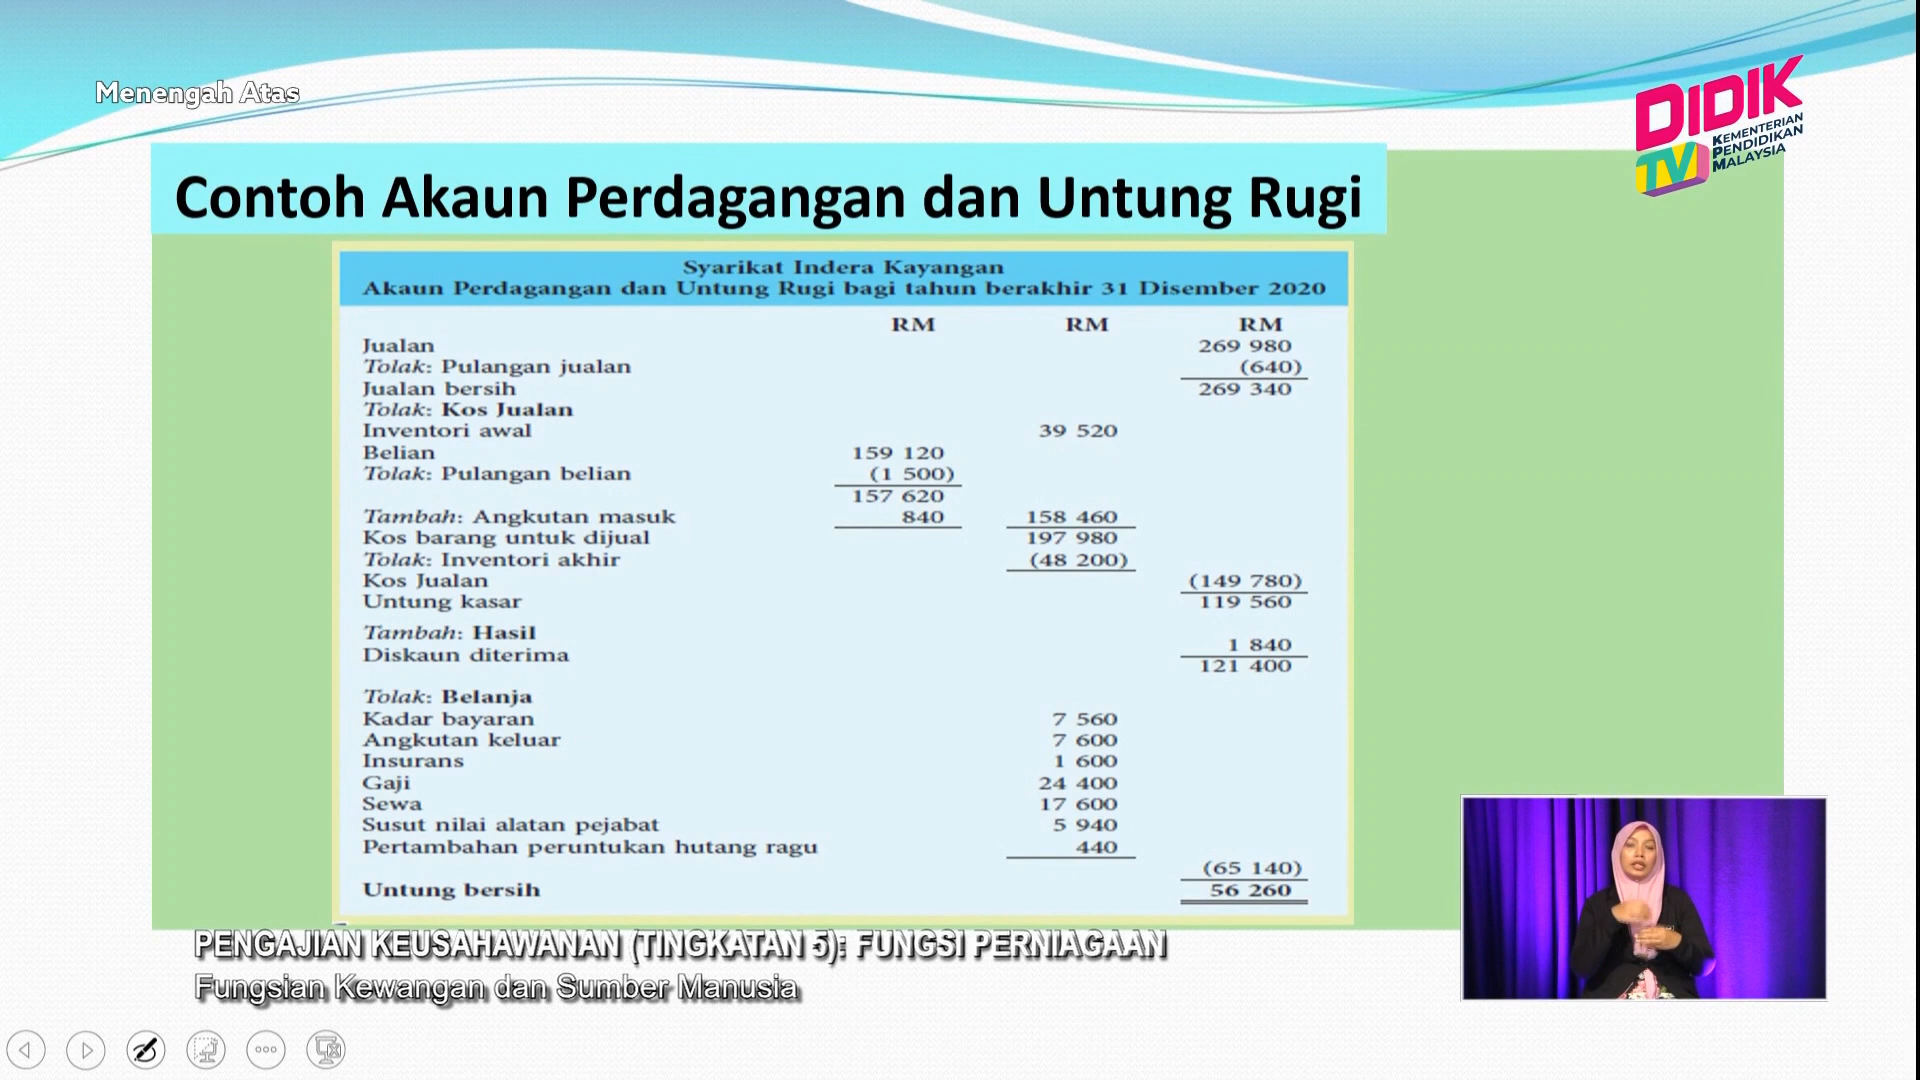 Menengah Atas
DIDIK
TV
KEMENTERIAN
PENDIDIKAN
MALAYSIA
Contoh Akaun Perdagangan dan Untung Rugi
Syarikat Indera Kayangan
Akaun Perdagangan dan Untung Rugi bagi tahun berakhir 31 Disember 2020
RM RM RM
Jualan 269 980
Tolak: Pulangan jualan (640)
Jualan bersih 269 340
Tolak: Kos Jualan
Inventori awal 39 520
Belian 159 120
Tolak: Pulangan belian (1 500)
157 620
Tambah: Angkutan masuk 840 158 460
Kos barang untuk dijual 197 980
Tolak: Inventori akhir (48 200)
Kos Jualan (149 780)
Untung kasar 119 560
Tambah: Hasil
Diskaun diterima 1 840
121 400
Tolak: Belanja
Kadar bayaran 7 560
Angkutan keluar 7 600
Insurans 1 600
Gaji 24 400
Sewa 17 600
Susut nilai alatan pejabat 5 940
Pertambahan peruntukan hutang ragu 440
(65 140)
Untung bersih 56 260
PENGAJIAN KEUSAHAWANAN (TINGKATAN 5): FUNGSI PERNIAGAAN
Fungsian Kewangan dan Sumber Manusia